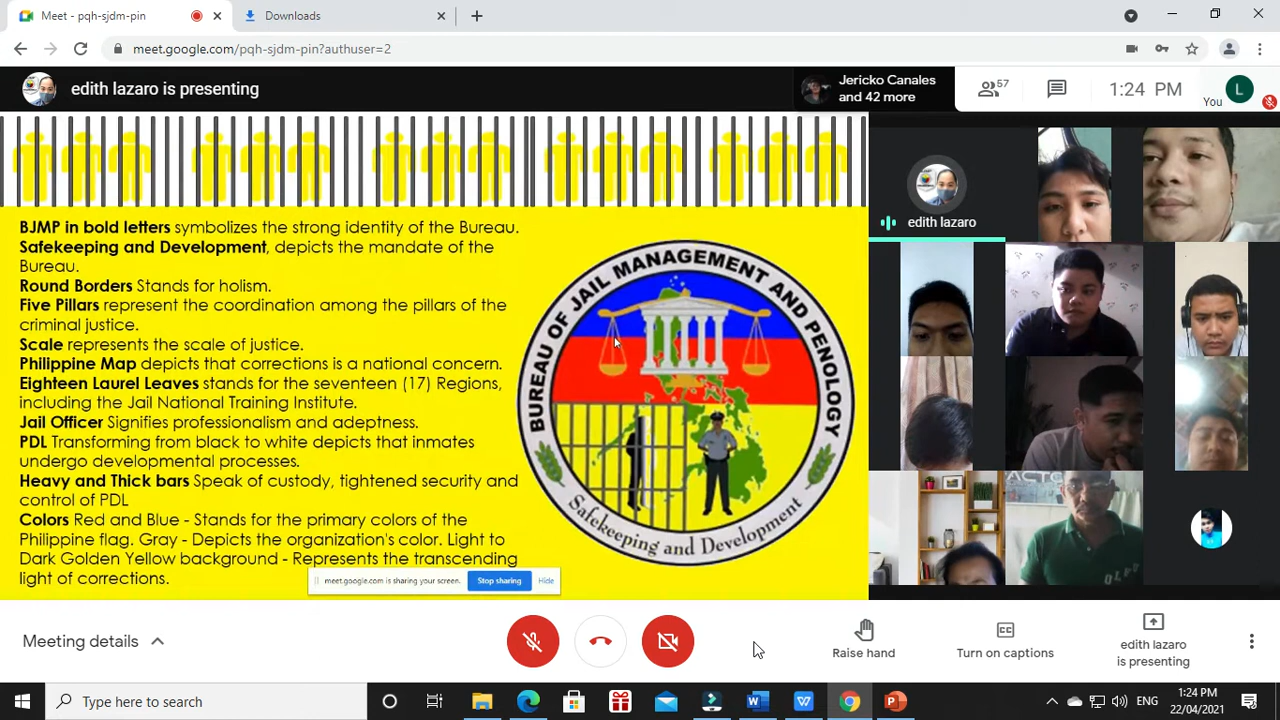 Meet - pqh-sjdm-pin
Downloads
meet.google.com/pqh-sjdm-pin?authuser=2
edith lazaro is presenting
Jericko Canales
and 42 more
57
1:24 PM
You
L
BJMP in bold letters symbolizes the strong identity of the Bureau.
Safekeeping and Development, depicts the mandate of the
Bureau.
Round Borders Stands for holism.
Five Pillars represent the coordination among the pillars of the
criminal justice.
Scale represents the scale of justice.
Philippine Map depicts that corrections is a national concern.
Eighteen Laurel Leaves stands for the seventeen (17) Regions,
including the Jail National Training Institute.
Jail Officer Signifies professionalism and adeptness.
PDL Transforming from black to white depicts that inmates
undergo developmental processes.
Heavy and Thick bars Speak of custody, tightened security and
control of PDL
Colors Red and Blue - Stands for the primary colors of the
Philippine flag. Gray - Depicts the organization's color. Light to
Dark Golden Yellow background - Represents the transcending
light of corrections.
BUREAU OF JAIL MANAGEMENT AND PENOLOGY
Safekeeping and Development
edith lazaro
meet.google.com is sharing your screen.
Stop sharing
Hide
Meeting details
Raise hand
Turn on captions
edith lazaro
is presenting
Type here to search
ENG
1:24 PM
22/04/2021